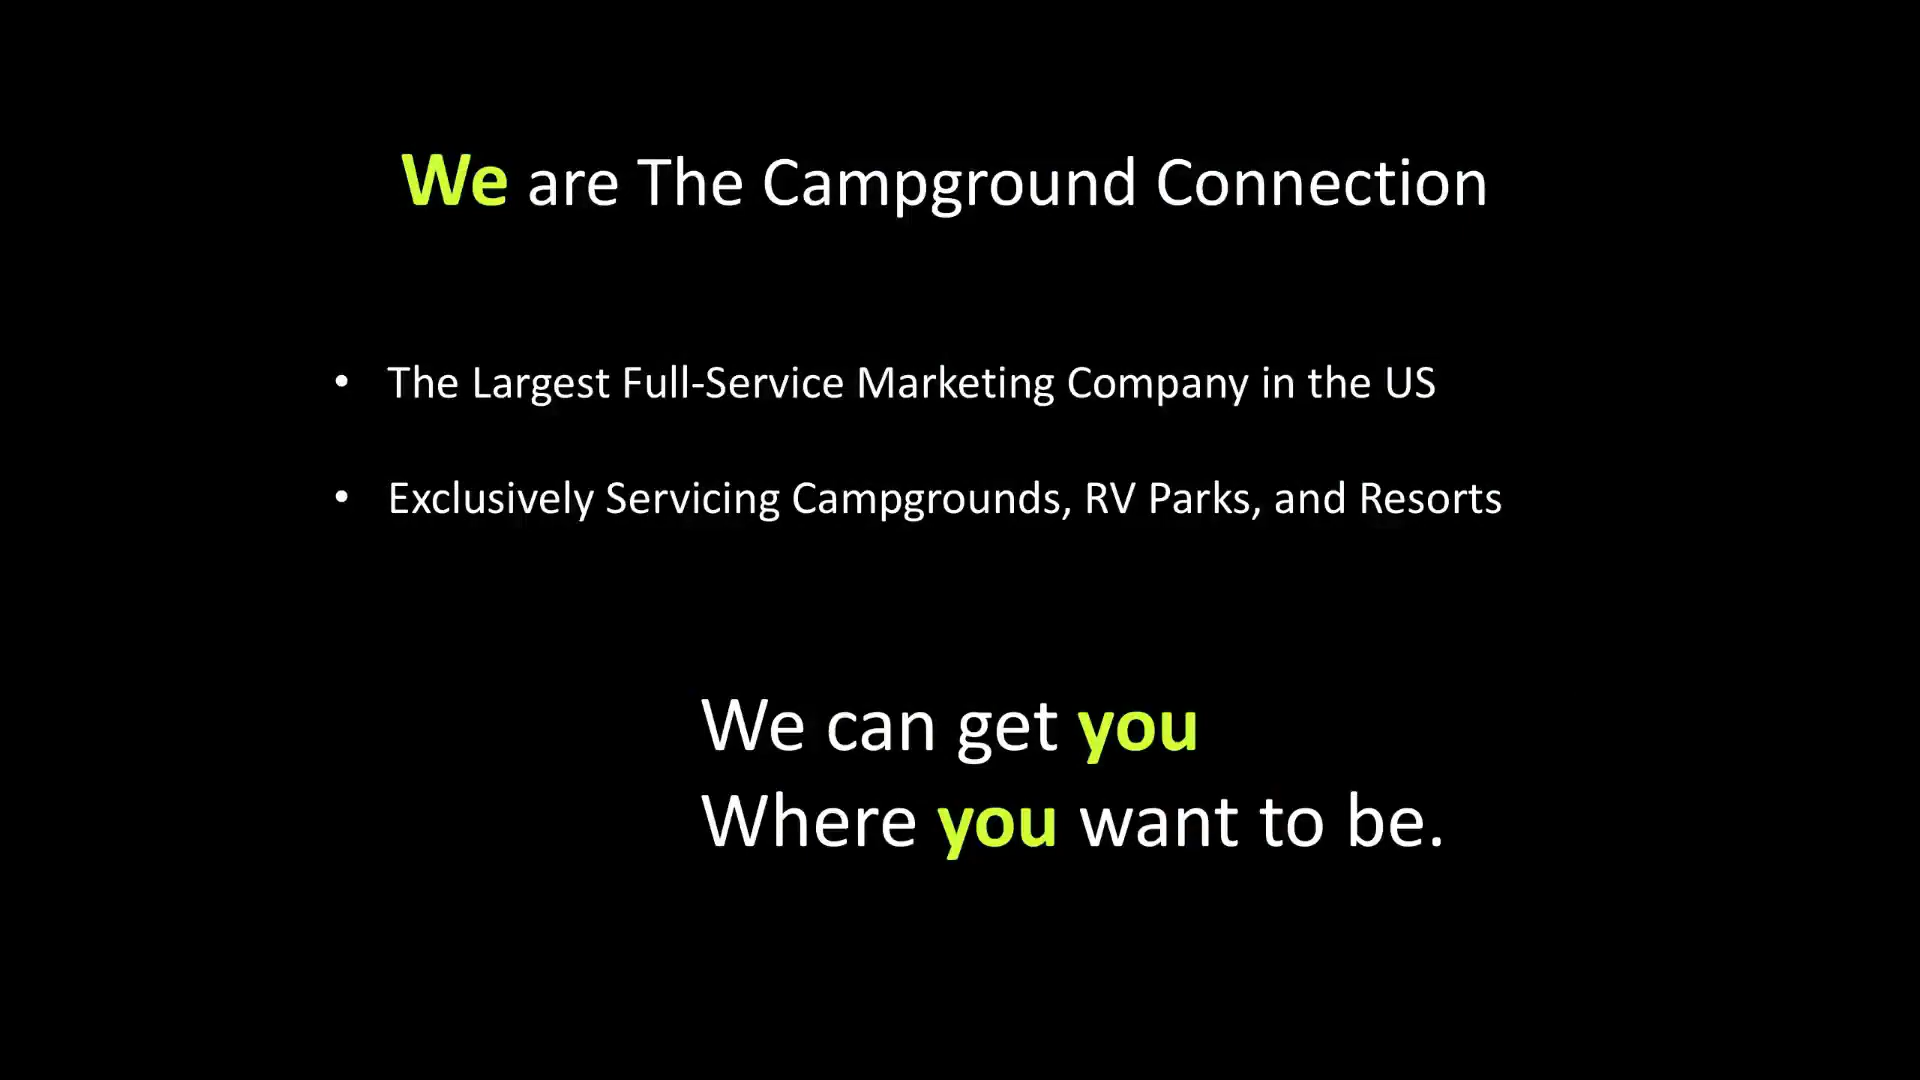 We are The Campground Connection
• The Largest Full-Service Marketing Company in the US
• Exclusively Servicing Campgrounds, RV Parks, and Resorts
We can get you
Where you want to be.